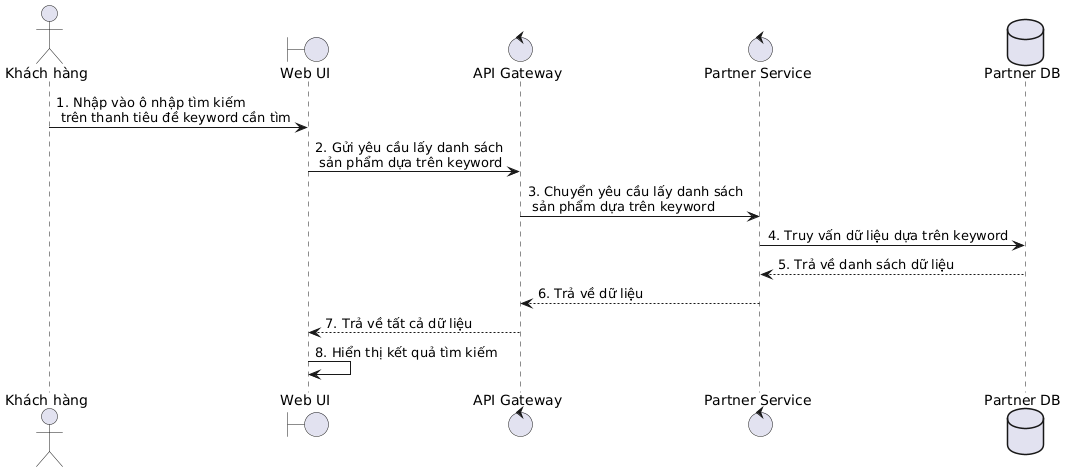 Khách hàng
Web UI
API Gateway
Partner Service
Partner DB
1. Nhập vào ô nhập tìm kiếm
trên thanh tiêu đề keyword cần tìm
2. Gửi yêu cầu lấy danh sách
sản phẩm dựa trên keyword
3. Chuyển yêu cầu lấy danh sách
sản phẩm dựa trên keyword
4. Truy vấn dữ liệu dựa trên keyword
5. Trả về danh sách dữ liệu
6. Trả về dữ liệu
7. Trả về tất cả dữ liệu
8. Hiển thị kết quả tìm kiếm
Khách hàng
Web UI
API Gateway
Partner Service
Partner DB